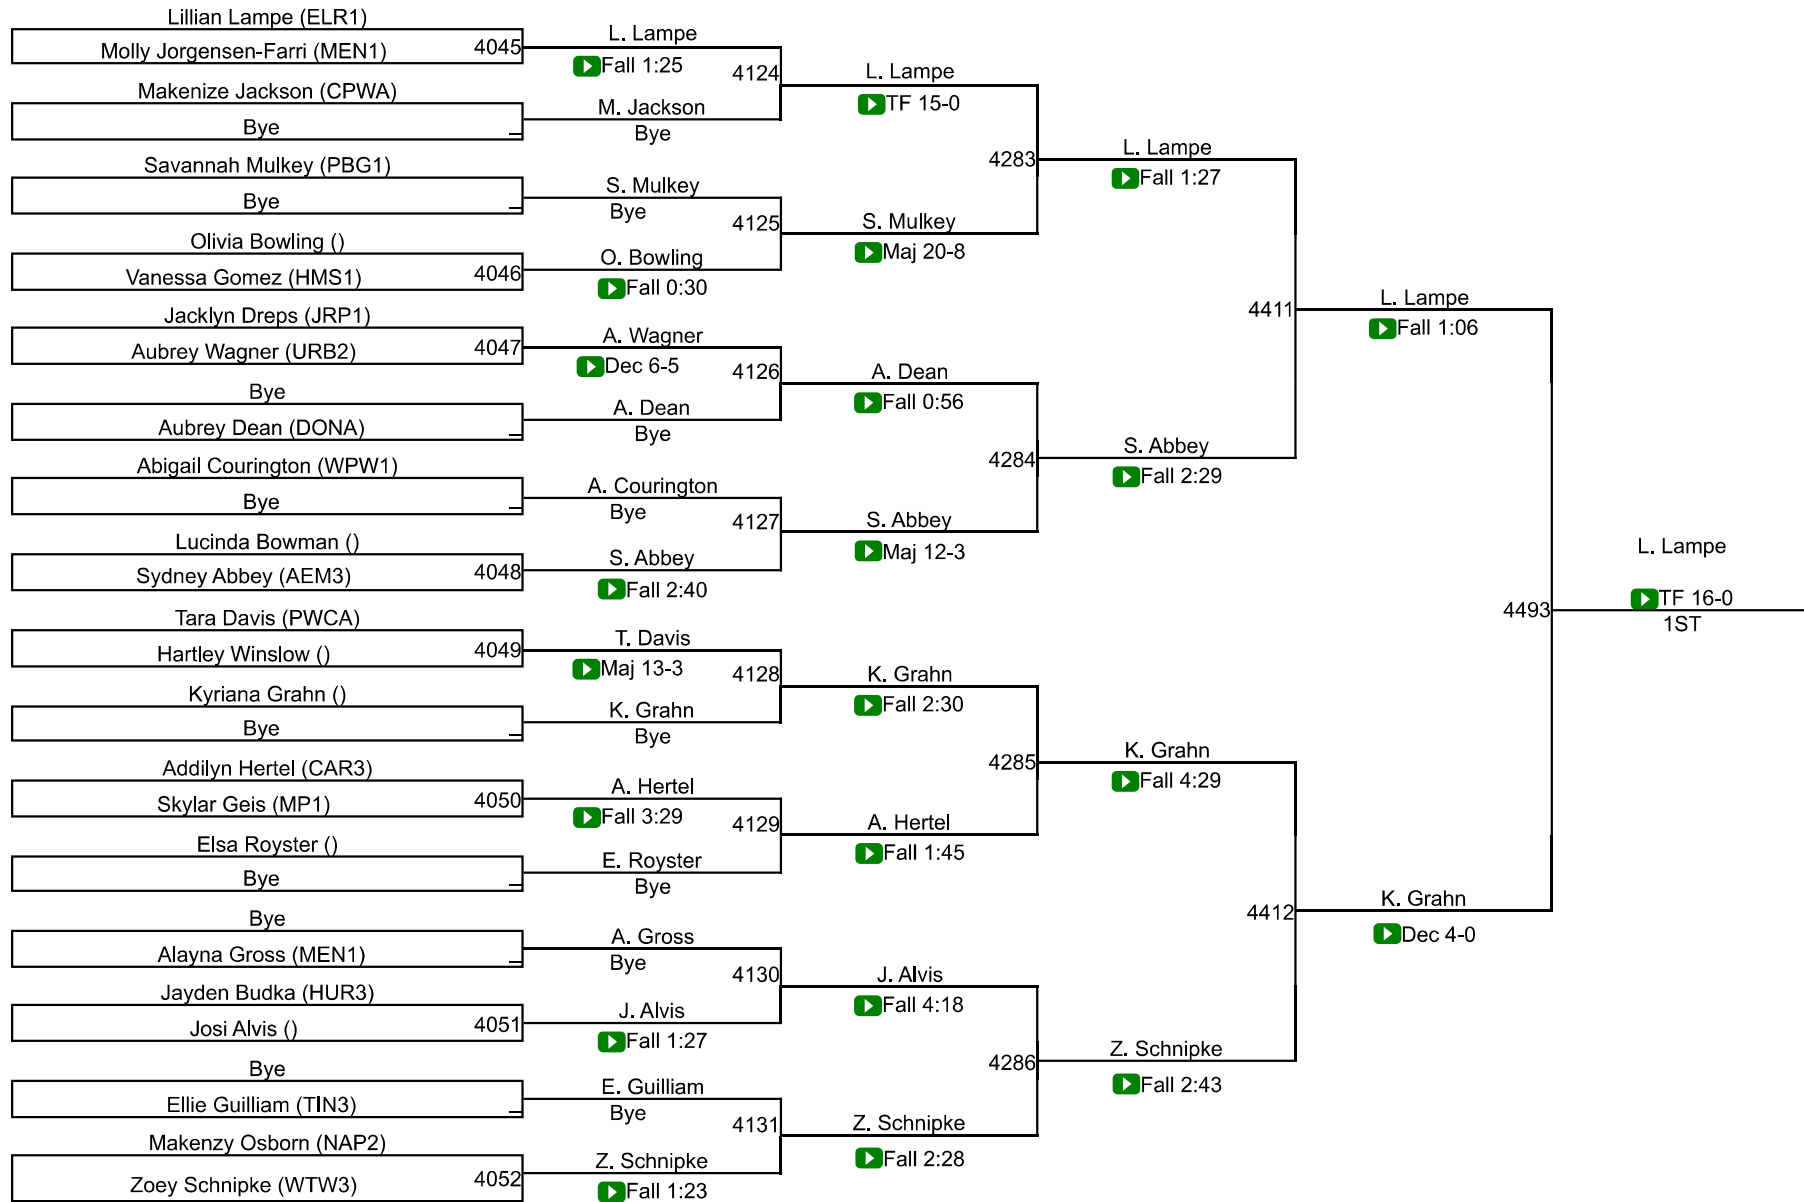 Lillian Lampe (ELR1)
Molly Jorgensen-Farri (MEN1) 4045
Makenize Jackson (CPWA)
Bye
Savannah Mulkey (PBG1)
Bye
Olivia Bowling ()
Vanessa Gomez (HMS1) 4046
Jacklyn Dreps (JRP1)
Aubrey Wagner (URB2) 4047
Bye
Aubrey Dean (DONA)
Abigail Courington (WPW1)
Bye
Lucinda Bowman ()
Sydney Abbey (AEM3) 4048
Tara Davis (PWCA)
Hartley Winslow () 4049
Kyriana Grahn ()
Bye
Addilyn Hertel (CAR3)
Skylar Geis (MP1) 4050
Elsa Royster ()
Bye
Bye
Alayna Gross (MEN1)
Jayden Budka (HUR3)
Josi Alvis () 4051
Bye
Ellie Guilliam (TIN3)
Makenzy Osborn (NAP2)
Zoey Schnipke (WTW3) 4052
L. Lampe
Fall 1:25
4124
M. Jackson
Bye
S. Mulkey
Bye
4125
O. Bowling
Fall 0:30
A. Wagner
Dec 6-5
4126
A. Dean
Bye
A. Courington
Bye
4127
S. Abbey
Fall 2:40
T. Davis
Maj 13-3
4128
K. Grahn
Bye
A. Hertel
Fall 3:29
4129
E. Royster
Bye
A. Gross
Bye
4130
J. Alvis
Fall 1:27
E. Guilliam
Bye
4131
Z. Schnipke
Fall 1:23
L. Lampe
TF 15-0
4283
S. Mulkey
Maj 20-8
A. Dean
Fall 0:56
4284
S. Abbey
Maj 12-3
K. Grahn
Fall 2:30
4285
A. Hertel
Fall 1:45
J. Alvis
Fall 4:18
4286
Z. Schnipke
Fall 2:28
L. Lampe
Fall 1:27
4411
S. Abbey
Fall 2:29
K. Grahn
Fall 4:29
4412
Z. Schnipke
Fall 2:43
L. Lampe
Fall 1:06
4493
K. Grahn
Dec 4-0
L. Lampe
TF 16-0
1ST